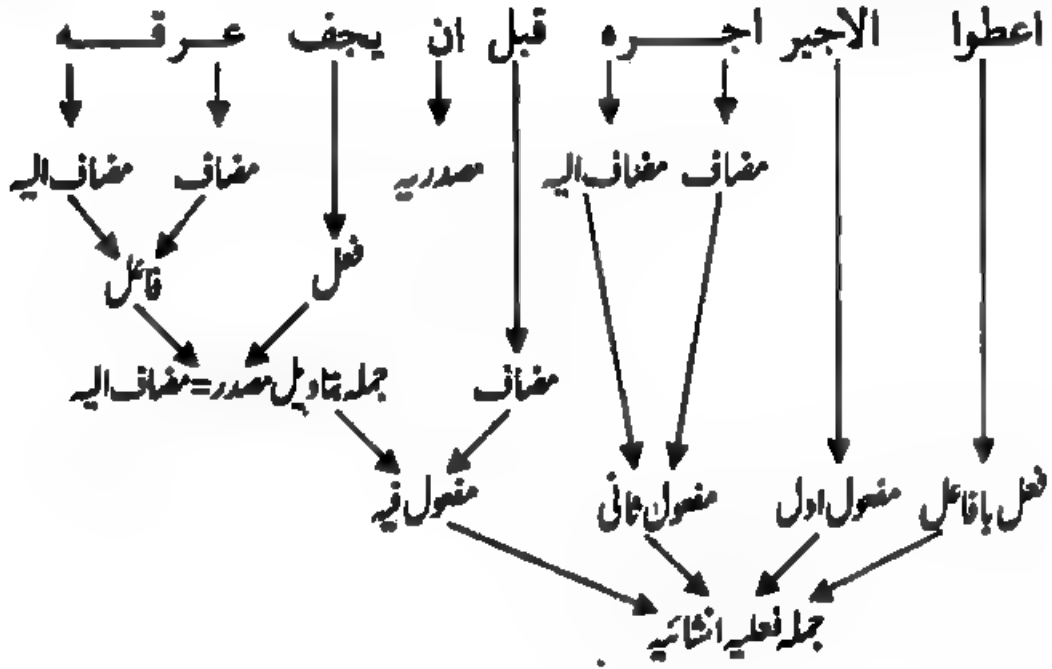 اعطوا الاجیر اجره قبل ان یجف عرقه
مضاف مضاف الیہ مصدریہ مضاف مضاف الیہ
فعل فاعل
مضاف جملہ بتاویل مصدر=مضاف الیہ
فعل بافاعل مفعول اول مفعول ثانی مفعول فیہ
جملہ فعلیہ انشائیہ